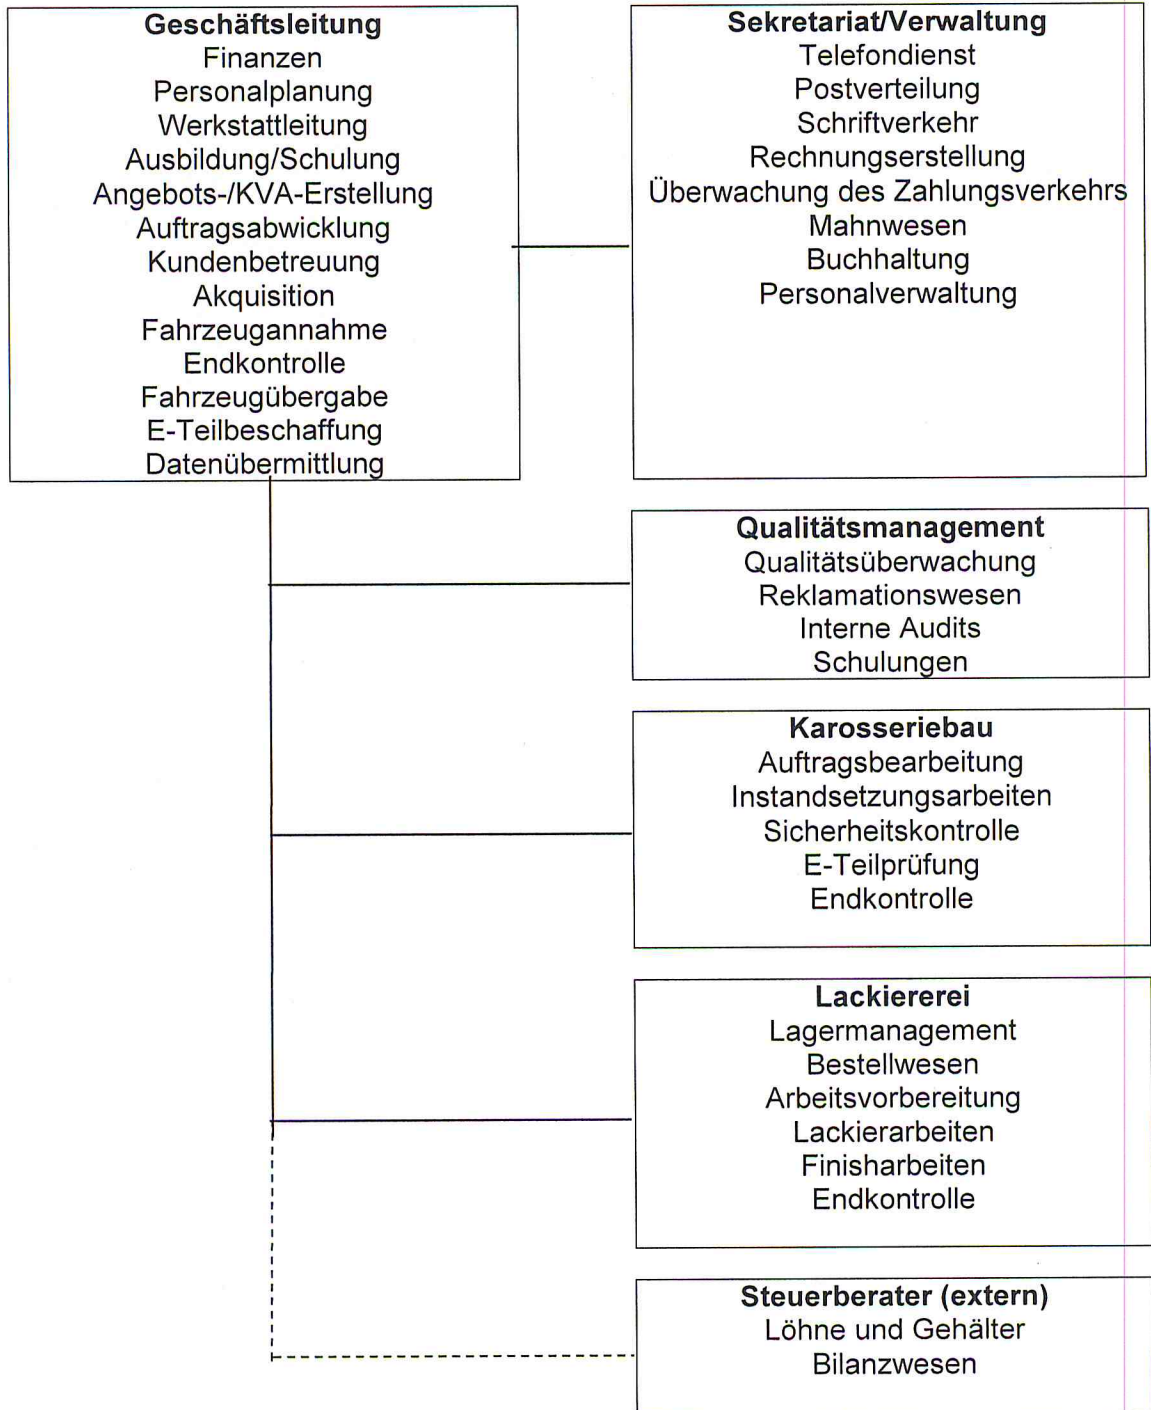 Geschäftsleitung
Finanzen
Personalplanung
Werkstattleitung
Ausbildung/Schulung
Angebots-/KVA-Erstellung
Auftragsabwicklung
Kundenbetreuung
Akquisition
Fahrzeugannahme
Endkontrolle
Fahrzeugübergabe
E-Teilbeschaffung
Datenübermittlung
Sekretariat/Verwaltung
Telefondienst
Postverteilung
Schriftverkehr
Rechnungserstellung
Überwachung des Zahlungsverkehrs
Mahnwesen
Buchhaltung
Personalverwaltung
Qualitätsmanagement
Qualitätsüberwachung
Reklamationswesen
Interne Audits
Schulungen
Karosseriebau
Auftragsbearbeitung
Instandsetzungsarbeiten
Sicherheitskontrolle
E-Teilprüfung
Endkontrolle
Lackiererei
Lagermanagement
Bestellwesen
Arbeitsvorbereitung
Lackierarbeiten
Finisharbeiten
Endkontrolle
Steuerberater (extern)
Löhne und Gehälter
Bilanzwesen